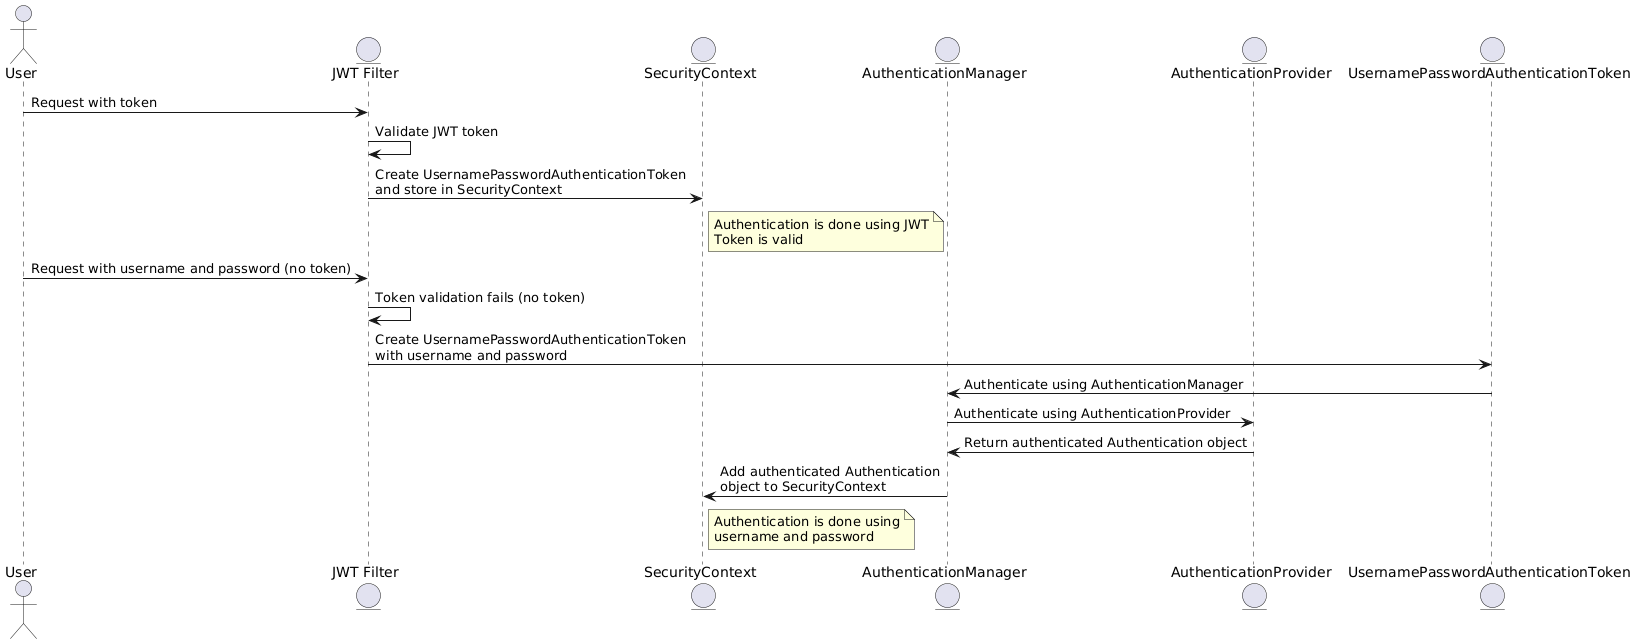 User
JWT Filter
SecurityContext
AuthenticationManager
AuthenticationProvider
UsernamePasswordAuthenticationToken
Request with token
Validate JWT token
Create UsernamePasswordAuthenticationToken
and store in SecurityContext
Authentication is done using JWT
Token is valid
Request with username and password (no token)
Token validation fails (no token)
Create UsernamePasswordAuthenticationToken
with username and password
Authenticate using AuthenticationManager
Authenticate using AuthenticationProvider
Return authenticated Authentication object
Add authenticated Authentication
object to SecurityContext
Authentication is done using
username and password
User
JWT Filter
SecurityContext
AuthenticationManager
AuthenticationProvider
UsernamePasswordAuthenticationToken